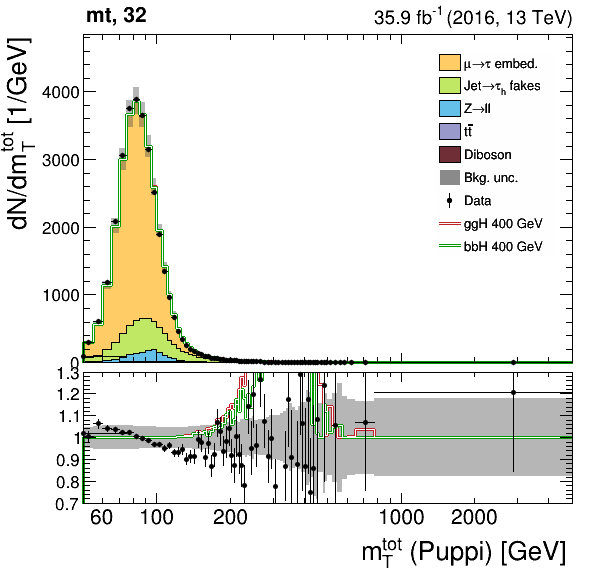 mt, 32
35.9 fb⁻¹ (2016, 13 TeV)
dN/dm_T^tot [1/GeV]
4000
3000
2000
1000
0
μ→τ embed.
Jet→τ_h fakes
Z→ll
tt̄
Diboson
Bkg. unc.
Data
ggH 400 GeV
bbH 400 GeV
1.3
1.2
1.1
1
0.9
0.8
0.7
60
100
200
1000
2000
m_T^tot (Puppi) [GeV]